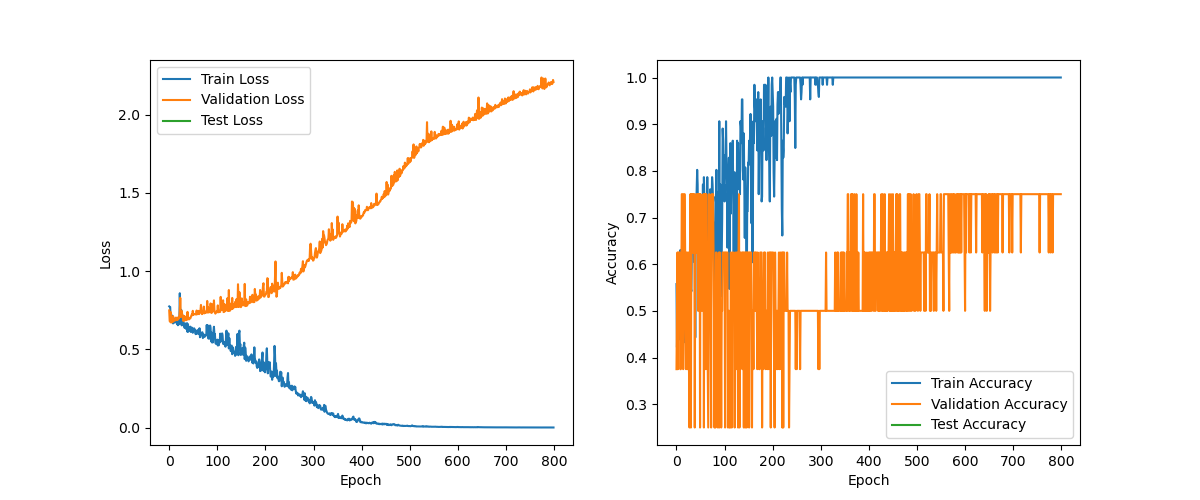 Train Loss
Validation Loss
Test Loss
Loss
2.0
1.5
1.0
0.5
0.0
0 100 200 300 400 500 600 700 800
Epoch
Accuracy
1.0
0.9
0.8
0.7
0.6
0.5
0.4
0.3
Train Accuracy
Validation Accuracy
Test Accuracy
0 100 200 300 400 500 600 700 800
Epoch